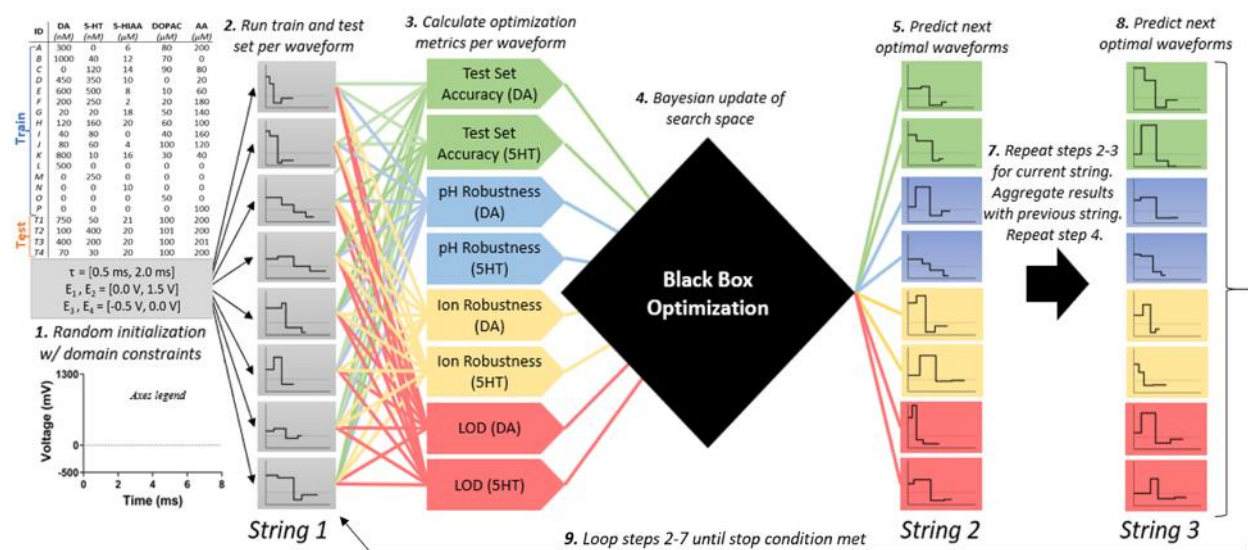 ID DA 5-HT 5-HIAA DOPAC AA
(nM) (nM) (µM) (µM) (µM)
Train
A 300 0 6 80 200
B 1000 40 12 70 0
C 0 120 14 90 80
D 450 350 10 0 20
E 600 500 8 10 60
F 200 250 2 20 180
G 20 20 18 50 140
H 120 160 20 60 100
I 40 80 0 40 160
J 80 60 4 100 120
K 800 10 16 30 40
L 500 0 0 0 0
M 0 250 0 0 0
N 0 0 10 0 0
O 0 0 0 50 0
P 0 0 0 0 100
Test
T1 750 50 21 100 200
T2 100 400 20 101 200
T3 400 200 20 100 201
T4 70 30 20 100 200
τ = [0.5 ms, 2.0 ms]
E1 , E2 = [0.0 V, 1.5 V]
E3 , E4 = [-0.5 V, 0.0 V]
1. Random initialization
w/ domain constraints
1300
Axes legend
Voltage (mV)
0
-500
0 2 4 6 8
Time (ms)
2. Run train and test
set per waveform
String 1
3. Calculate optimization
metrics per waveform
Test Set
Accuracy (DA)
Test Set
Accuracy (5HT)
pH Robustness
(DA)
pH Robustness
(5HT)
Ion Robustness
(DA)
Ion Robustness
(5HT)
LOD (DA)
LOD (5HT)
4. Bayesian update of
search space
Black Box
Optimization
5. Predict next
optimal waveforms
String 2
7. Repeat steps 2-3
for current string.
Aggregate results
with previous string.
Repeat step 4.
8. Predict next
optimal waveforms
String 3
9. Loop steps 2-7 until stop condition met